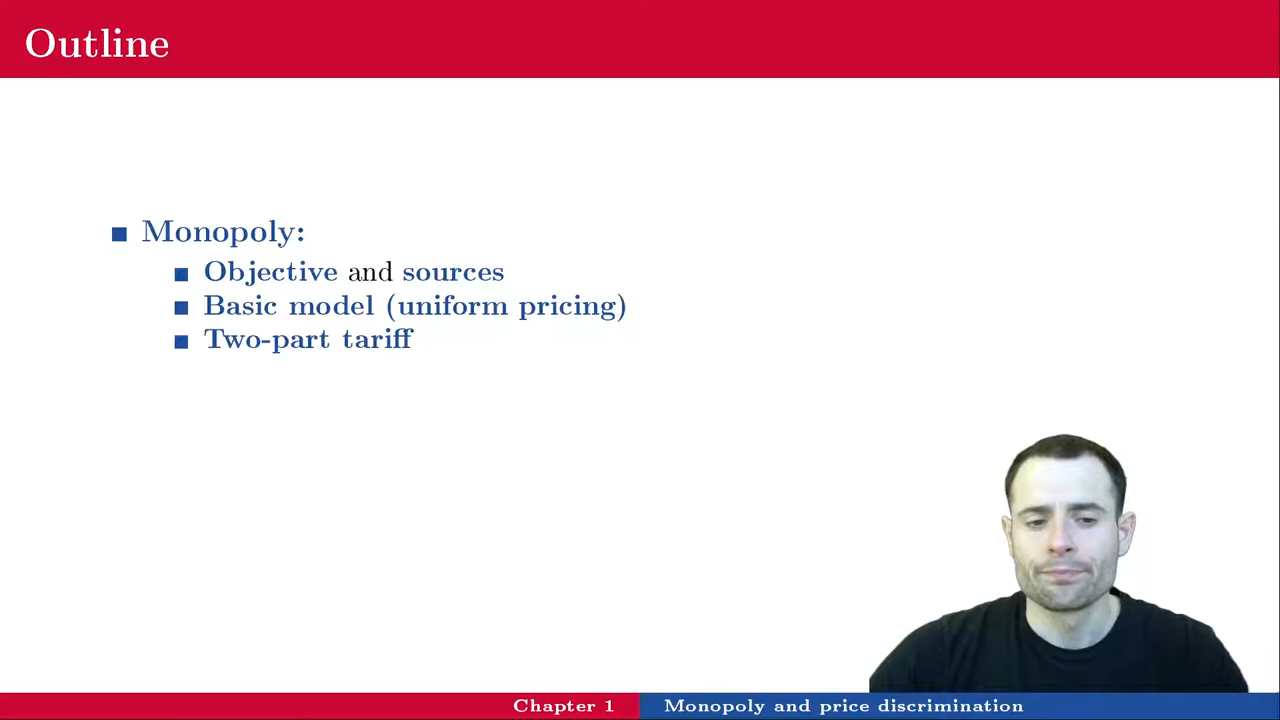 Outline
Monopoly:
Objective and sources
Basic model (uniform pricing)
Two-part tariff
Chapter 1 Monopoly and price discrimination